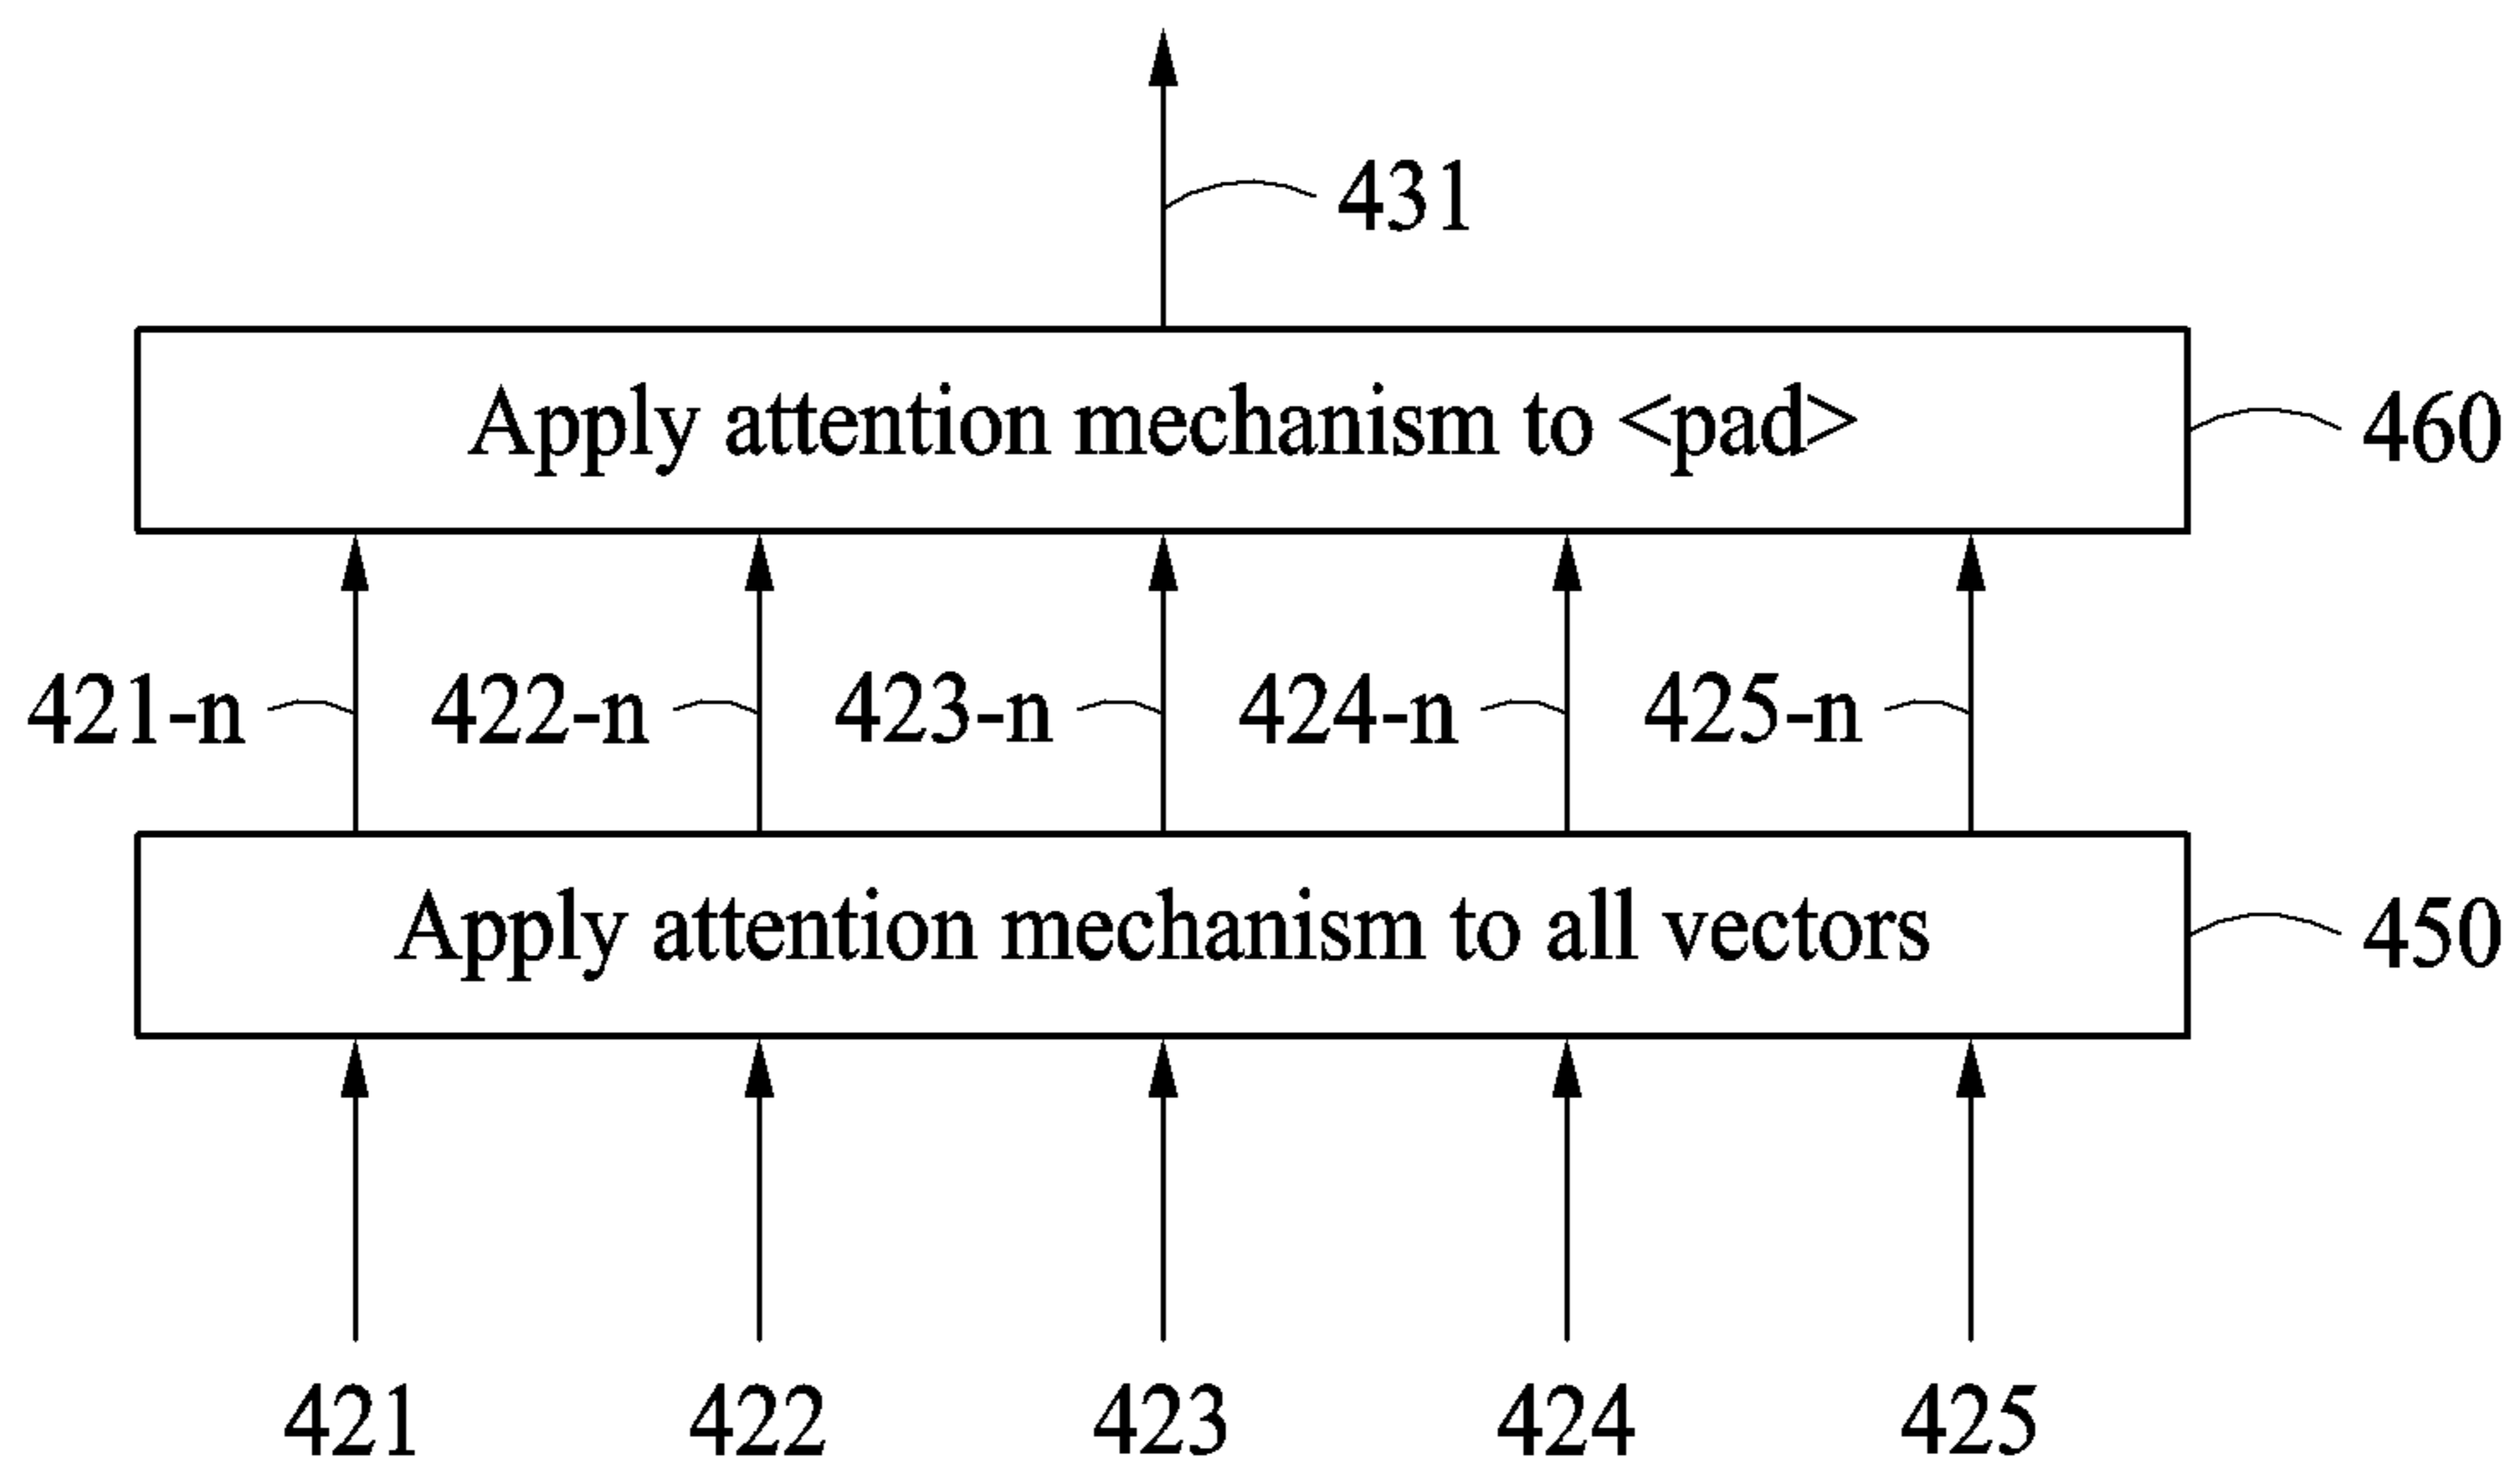 431
Apply attention mechanism to <pad>
460
421-n 422-n 423-n 424-n 425-n
Apply attention mechanism to all vectors
450
421 422 423 424 425